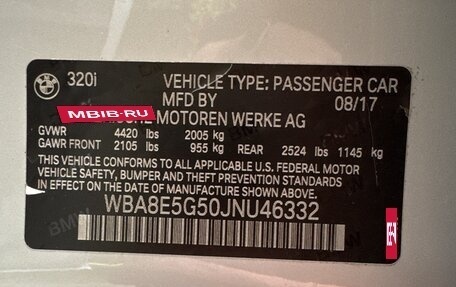 BMW
320i
VEHICLE TYPE: PASSENGER CAR
MFD BY 08/17
MBIB-RU
MOTOREN WERKE AG
GVWR 4420 lbs 2005 kg
GAWR FRONT 2105 lbs 955 kg REAR 2524 lbs 1145 kg
THIS VEHICLE CONFORMS TO ALL APPLICABLE U.S. FEDERAL MOTOR
VEHICLE SAFETY, BUMPER AND THEFT PREVENTION STANDARDS
IN EFFECT ON THE DATE OF MANUFACTURE SHOWN ABOVE.
WBA8E5G50JNU46332